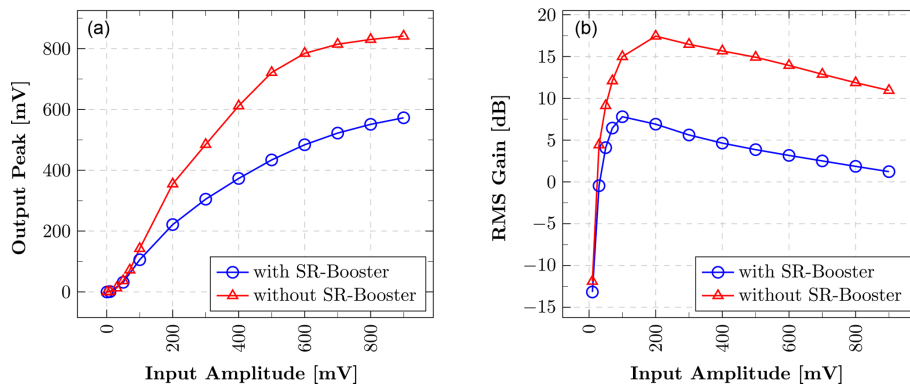 (a)
Output Peak [mV]
800
600
400
200
0
with SR-Booster
without SR-Booster
0
200
400
600
800
Input Amplitude [mV]
(b)
RMS Gain [dB]
20
15
10
5
0
−5
−10
−15
with SR-Booster
without SR-Booster
0
200
400
600
800
Input Amplitude [mV]